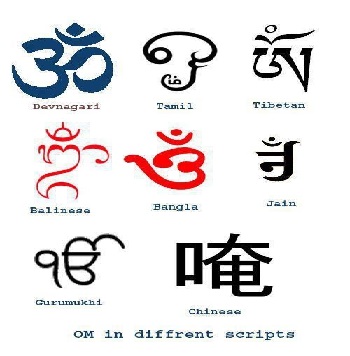 ॐ ௐ ༀ
Devnagari Tamil Tibetan
ᬒᬁ ওঁ ꣽ
Balinese Bangla Jain
ੴ 唵
Gurumukhi Chinese
OM in diffrent scripts